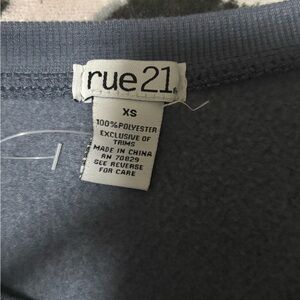 rue21
XS
100%POLYESTER
EXCLUSIVE OF
TRIMS
MADE IN CHINA
RN 70829
SEE REVERSE
FOR CARE